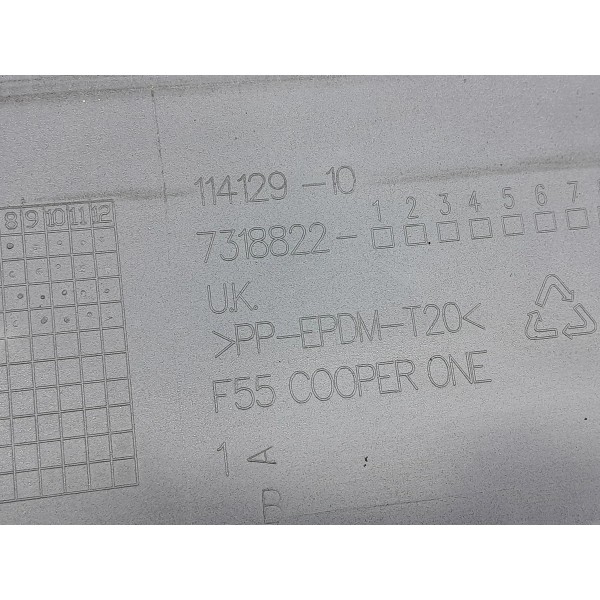 8 9 10 11 12
114129 -10
1 2 3 4 5 6 7
7318822-
U.K.
>PP-EPDM-T20<
F55 COOPER ONE
1 A
B